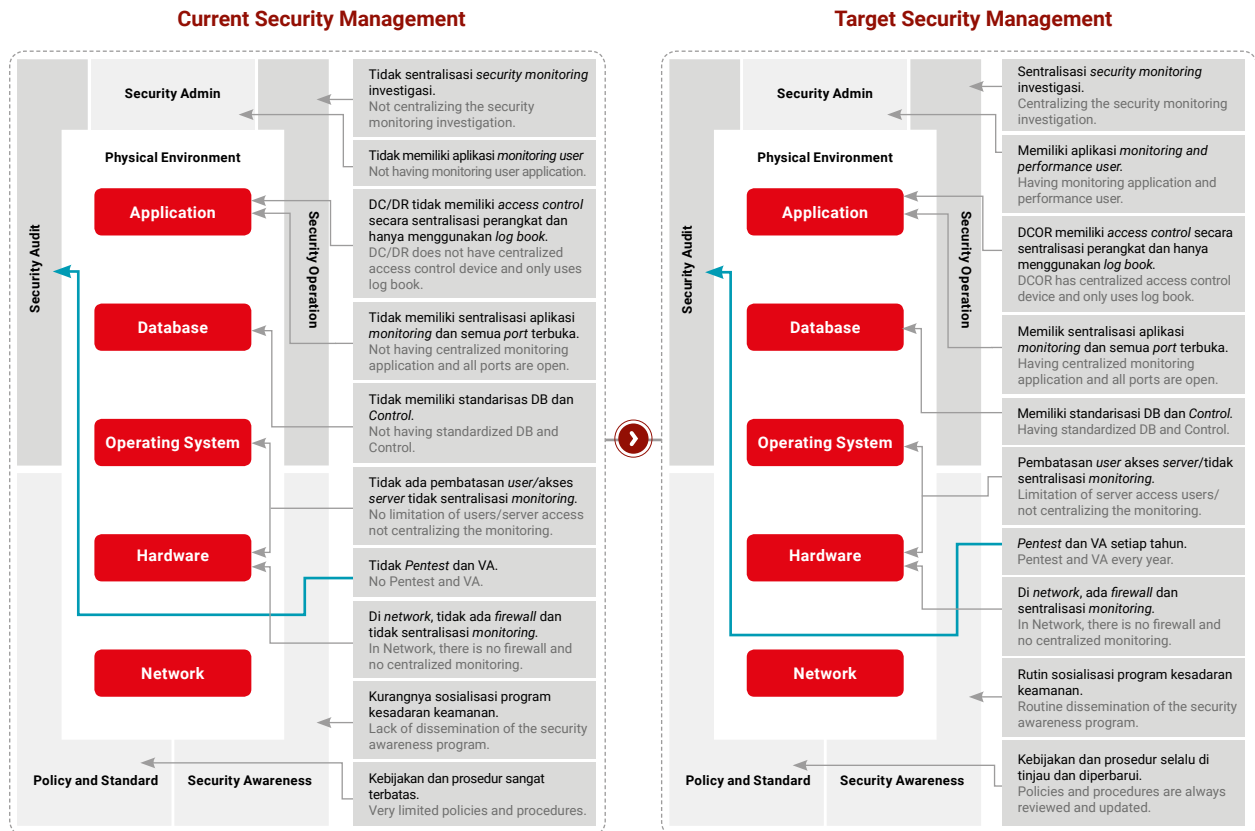 Current Security Management
Security Admin
Physical Environment
Application
Database
Operating System
Hardware
Network
Security Audit
Security Operation
Policy and Standard
Security Awareness
Tidak sentralisasi security monitoring
investigasi.
Not centralizing the security
monitoring investigation.
Tidak memiliki aplikasi monitoring user
Not having monitoring user application.
DC/DR tidak memiliki access control
secara sentralisasi perangkat dan
hanya menggunakan log book.
DC/DR does not have centralized
access control device and only uses
log book.
Tidak memiliki sentralisasi aplikasi
monitoring dan semua port terbuka.
Not having centralized monitoring
application and all ports are open.
Tidak memiliki standarisas DB dan
Control.
Not having standardized DB and
Control.
Tidak ada pembatasan user/akses
server tidak sentralisasi monitoring.
No limitation of users/server access
not centralizing the monitoring.
Tidak Pentest dan VA.
No Pentest and VA.
Di network, tidak ada firewall dan
tidak sentralisasi monitoring.
In Network, there is no firewall and
no centralized monitoring.
Kurangnya sosialisasi program
kesadaran keamanan.
Lack of dissemination of the security
awareness program.
Kebijakan dan prosedur sangat
terbatas.
Very limited policies and procedures.
Target Security Management
Security Admin
Physical Environment
Application
Database
Operating System
Hardware
Network
Security Audit
Security Operation
Policy and Standard
Security Awareness
Sentralisasi security monitoring
investigasi.
Centralizing the security monitoring
investigation.
Memiliki aplikasi monitoring and
performance user.
Having monitoring application and
performance user.
DCOR memiliki access control secara
sentralisasi perangkat dan hanya
menggunakan log book.
DCOR has centralized access control
device and only uses log book.
Memilik sentralisasi aplikasi
monitoring dan semua port terbuka.
Having centralized monitoring
application and all ports are open.
Memiliki standarisasi DB dan Control.
Having standardized DB and Control.
Pembatasan user akses server/tidak
sentralisasi monitoring.
Limitation of server access users/
not centralizing the monitoring.
Pentest dan VA setiap tahun.
Pentest and VA every year.
Di network, ada firewall dan
sentralisasi monitoring.
In Network, there is no firewall and
no centralized monitoring.
Rutin sosialisasi program kesadaran
keamanan.
Routine dissemination of the security
awareness program.
Kebijakan dan prosedur selalu di
tinjau dan diperbarui.
Policies and procedures are always
reviewed and updated.